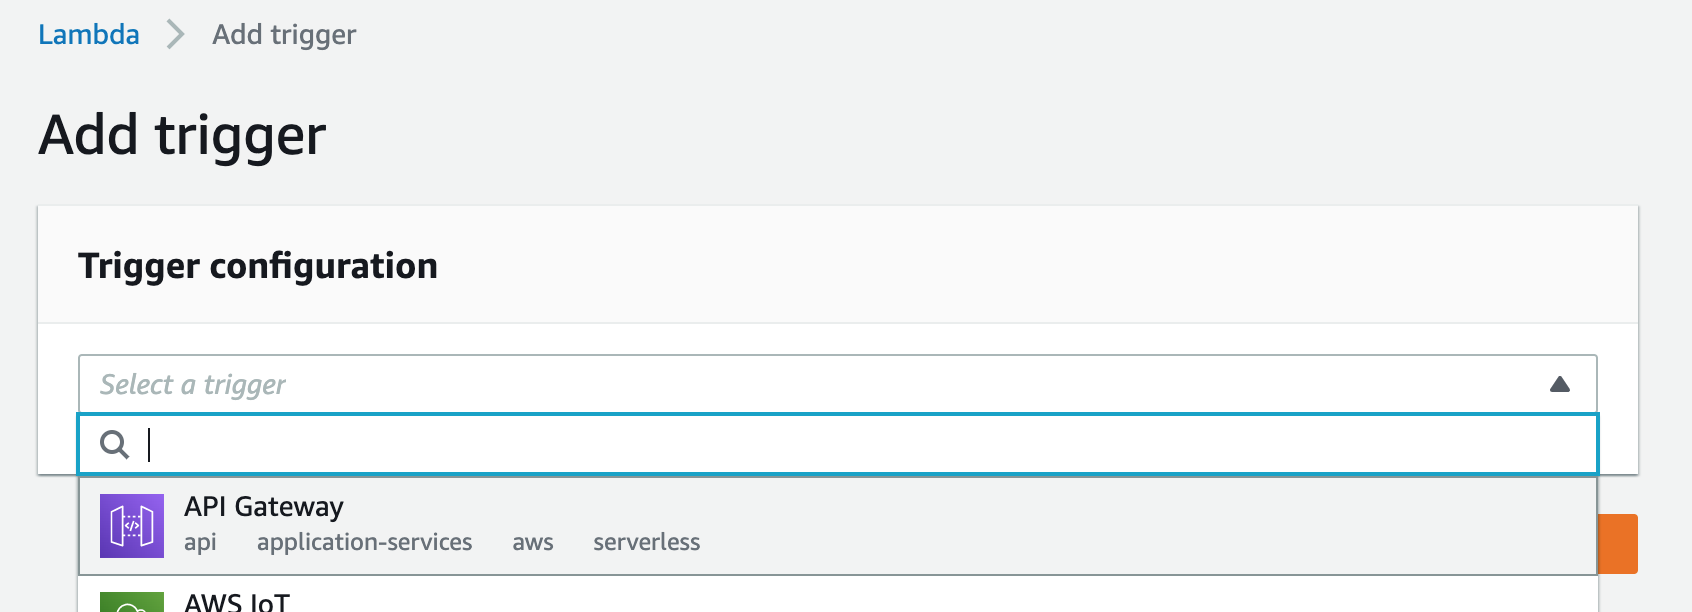 Lambda > Add trigger
Add trigger
Trigger configuration
Select a trigger
API Gateway
api application-services aws serverless
AWS IoT